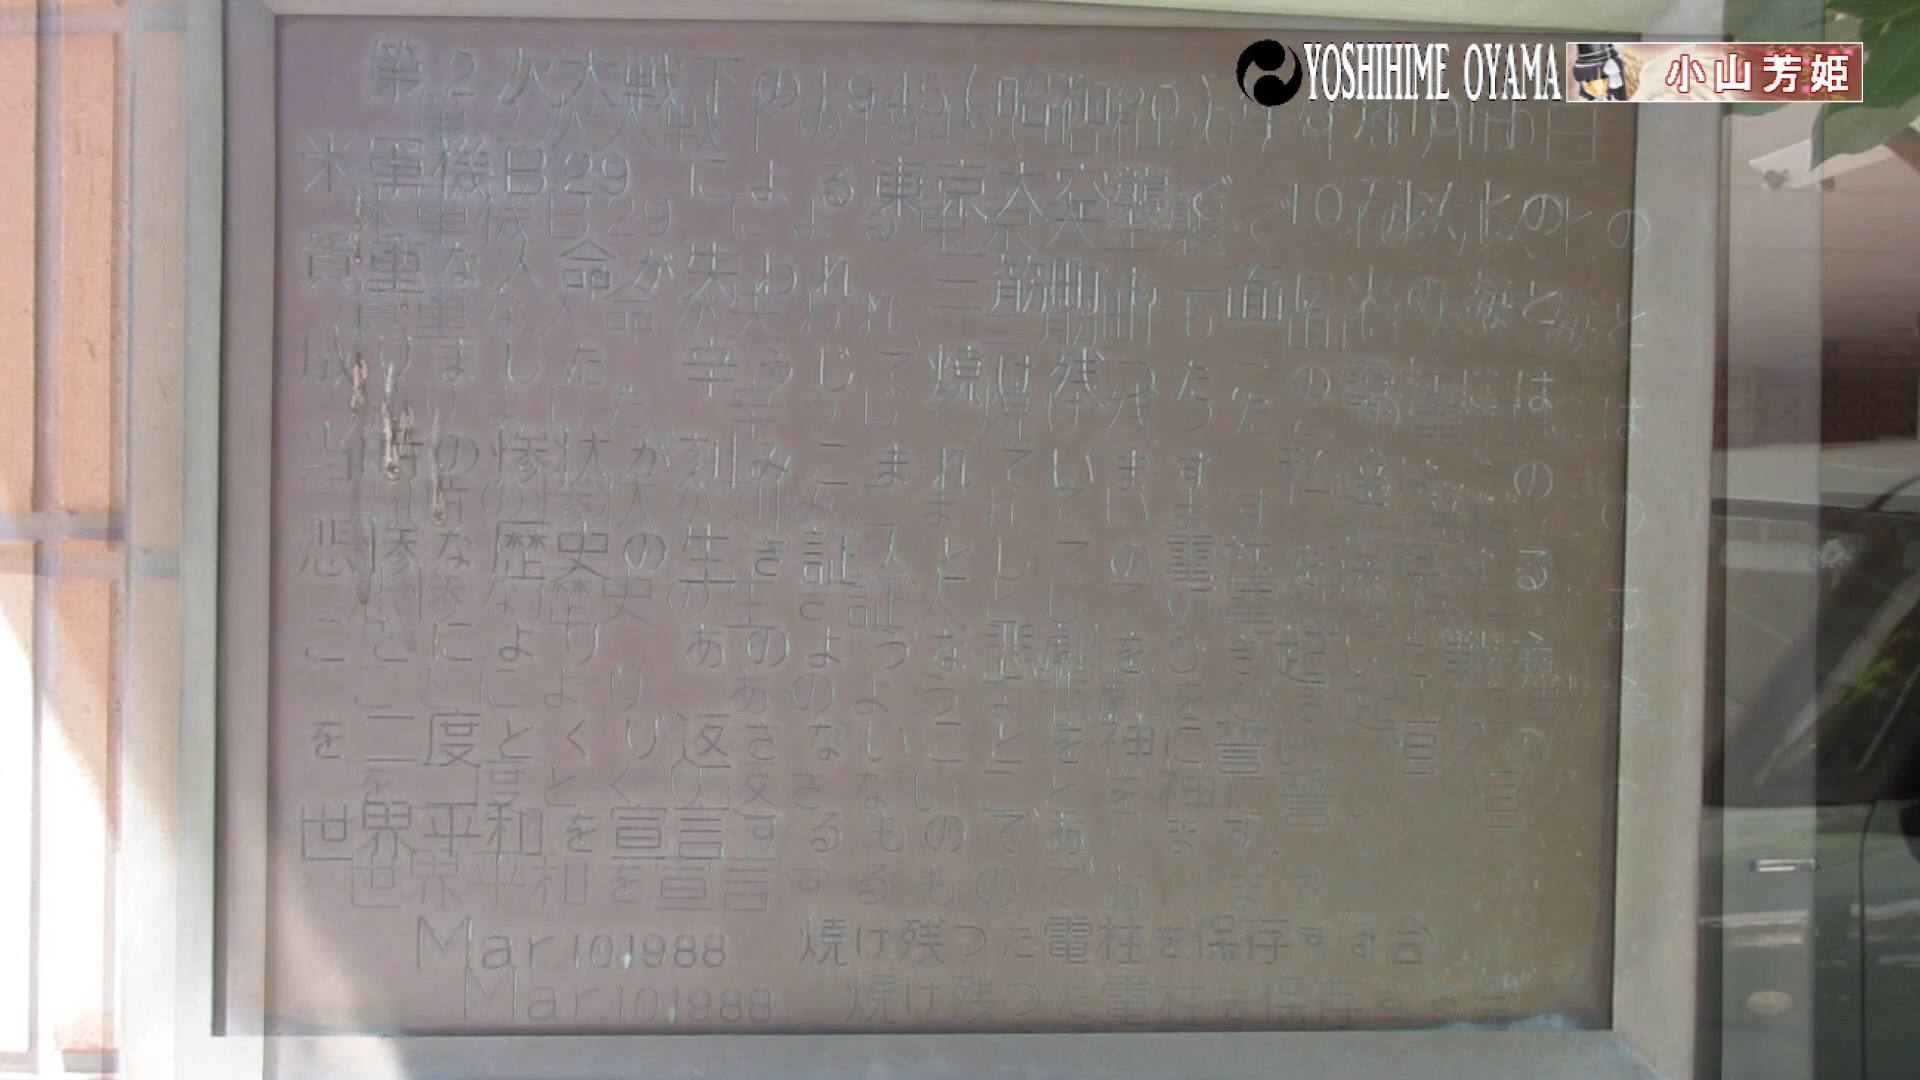 YOSHIHIME OYAMA 小山芳姫
第2次大戦下の1945(昭和20)年3月10日
米軍機B29 による東京大空襲で 10万以上の
貴重な人命が失われ 三筋町も一面に火の海と
成りました 辛うじて焼け残ったこの電柱には
当時の惨状が刻みこまれています 私達はこの
悲惨な歴史の生き証人としてこの電柱を保存する
ことにより あのような悲劇をひき起した戦争
を二度とくり返さないことを神に誓い 恒久の
世界平和を宣言するものであります
Mar.10.1988 焼け残つた電柱を保存する会